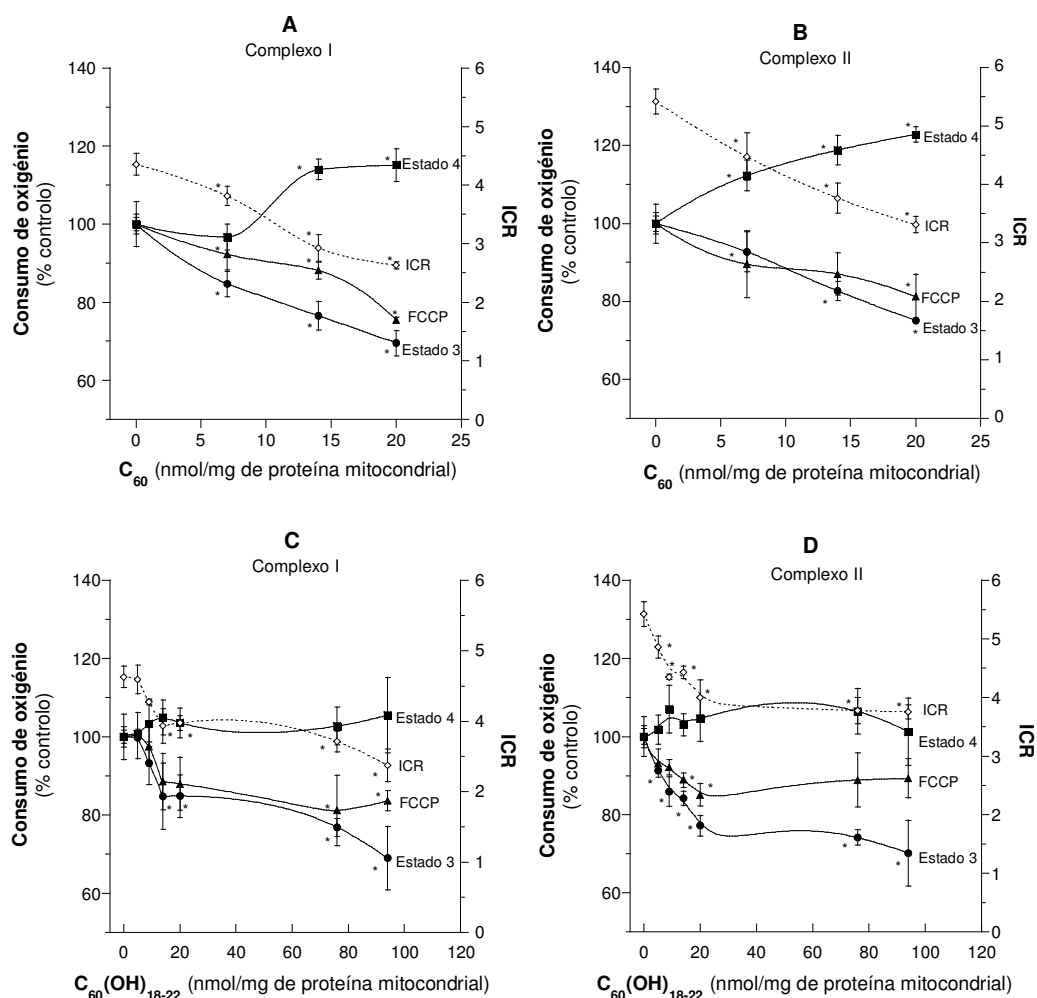 A
Complexo I
Consumo de oxigénio
(% controlo)
140
120
100
80
60
6
5
4
3
2
1
0
ICR
Estado 4
ICR
FCCP
Estado 3
* * * * * * * * * * *
0 5 10 15 20 25
C60 (nmol/mg de proteína mitocondrial)
B
Complexo II
Consumo de oxigénio
(% controlo)
140
120
100
80
60
6
5
4
3
2
1
0
ICR
Estado 4
ICR
FCCP
Estado 3
* * * * * * * * * *
0 5 10 15 20 25
C60 (nmol/mg de proteína mitocondrial)
C
Complexo I
Consumo de oxigénio
(% controlo)
140
120
100
80
60
6
5
4
3
2
1
0
ICR
Estado 4
ICR
FCCP
Estado 3
0 20 40 60 80 100 120
C60(OH)18-22 (nmol/mg de proteína mitocondrial)
D
Complexo II
Consumo de oxigénio
(% controlo)
140
120
100
80
60
6
5
4
3
2
1
0
ICR
ICR
Estado 4
FCCP
Estado 3
0 20 40 60 80 100 120
C60(OH)18-22 (nmol/mg de proteína mitocondrial)